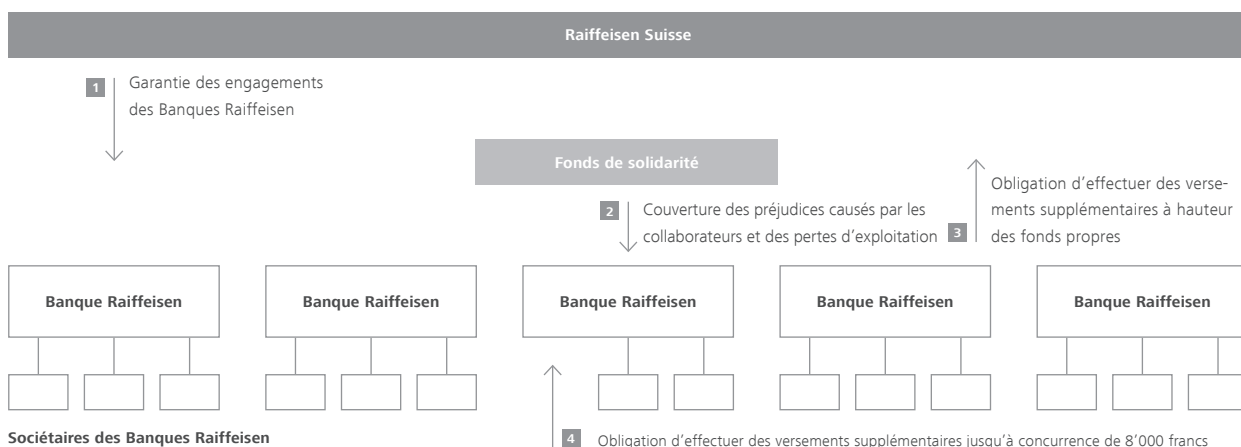 Raiffeisen Suisse
1 Garantie des engagements
des Banques Raiffeisen
Fonds de solidarité
2 Couverture des préjudices causés par les
collaborateurs et des pertes d'exploitation
3 Obligation d'effectuer des verse-
ments supplémentaires à hauteur
des fonds propres
Banque Raiffeisen
Banque Raiffeisen
Banque Raiffeisen
Banque Raiffeisen
Banque Raiffeisen
Sociétaires des Banques Raiffeisen
4 Obligation d'effectuer des versements supplémentaires jusqu'à concurrence de 8'000 francs